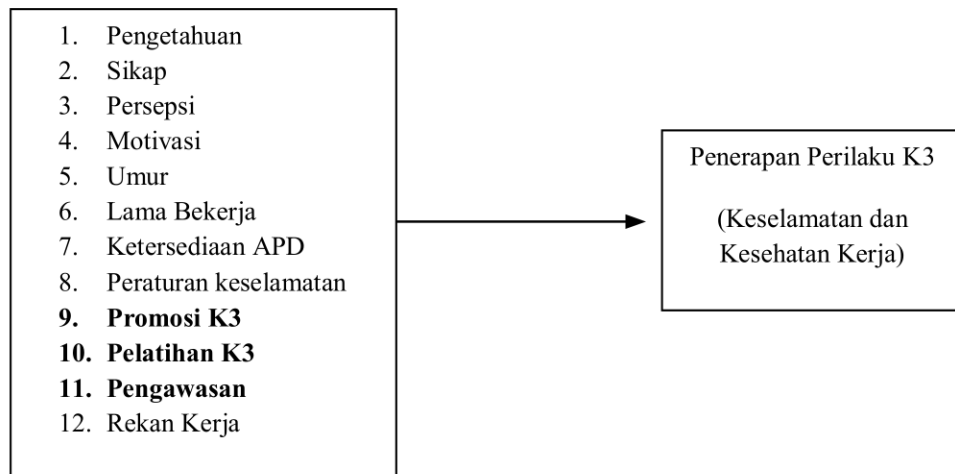 1. Pengetahuan
2. Sikap
3. Persepsi
4. Motivasi
5. Umur
6. Lama Bekerja
7. Ketersediaan APD
8. Peraturan keselamatan
9. Promosi K3
10. Pelatihan K3
11. Pengawasan
12. Rekan Kerja
Penerapan Perilaku K3
(Keselamatan dan
Kesehatan Kerja)